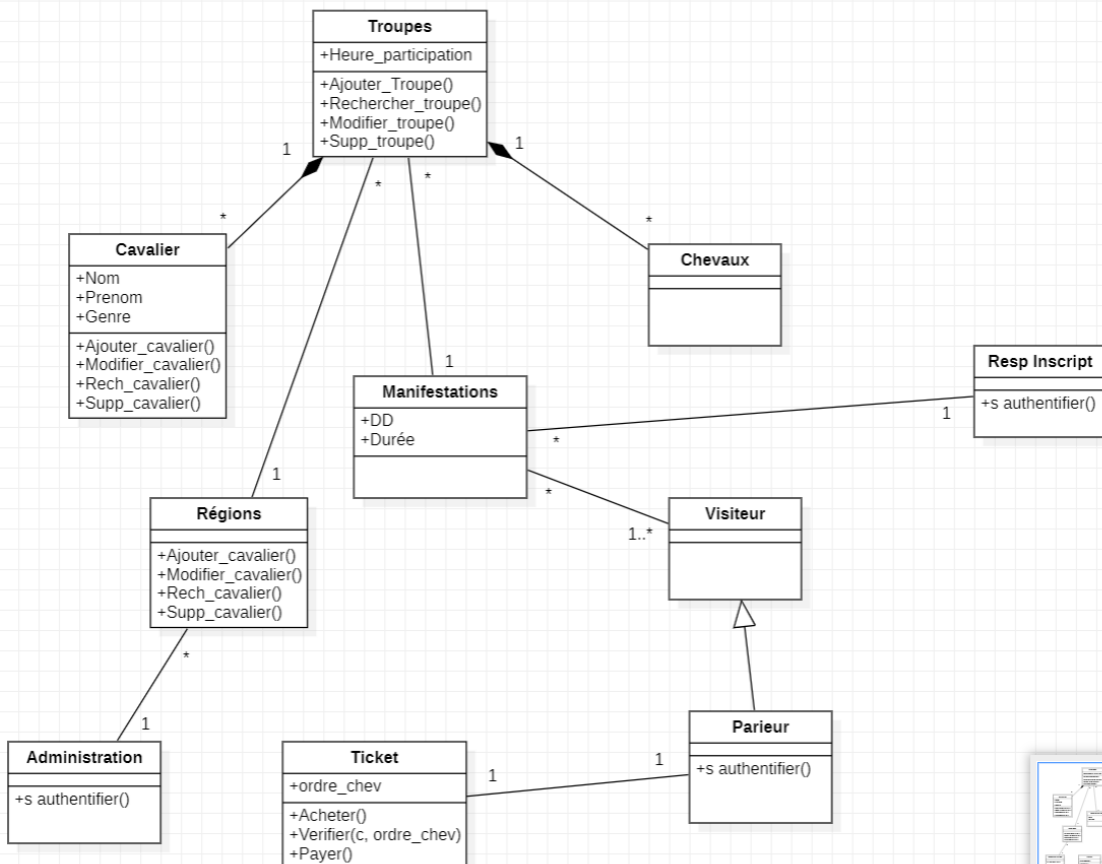 Troupes
+Heure_participation
+Ajouter_Troupe()
+Rechercher_troupe()
+Modifier_troupe()
+Supp_troupe()
1
1
*
*
*
*
Cavalier
+Nom
+Prenom
+Genre
+Ajouter_cavalier()
+Modifier_cavalier()
+Rech_cavalier()
+Supp_cavalier()
Chevaux
1
Manifestations
+DD
+Durée
Resp Inscript
+s authentifier()
1
*
*
1..*
1
Régions
+Ajouter_cavalier()
+Modifier_cavalier()
+Rech_cavalier()
+Supp_cavalier()
Visiteur
*
1
Administration
+s authentifier()
Ticket
+ordre_chev
+Acheter()
+Verifier(c, ordre_chev)
+Payer()
1
1
Parieur
+s authentifier()